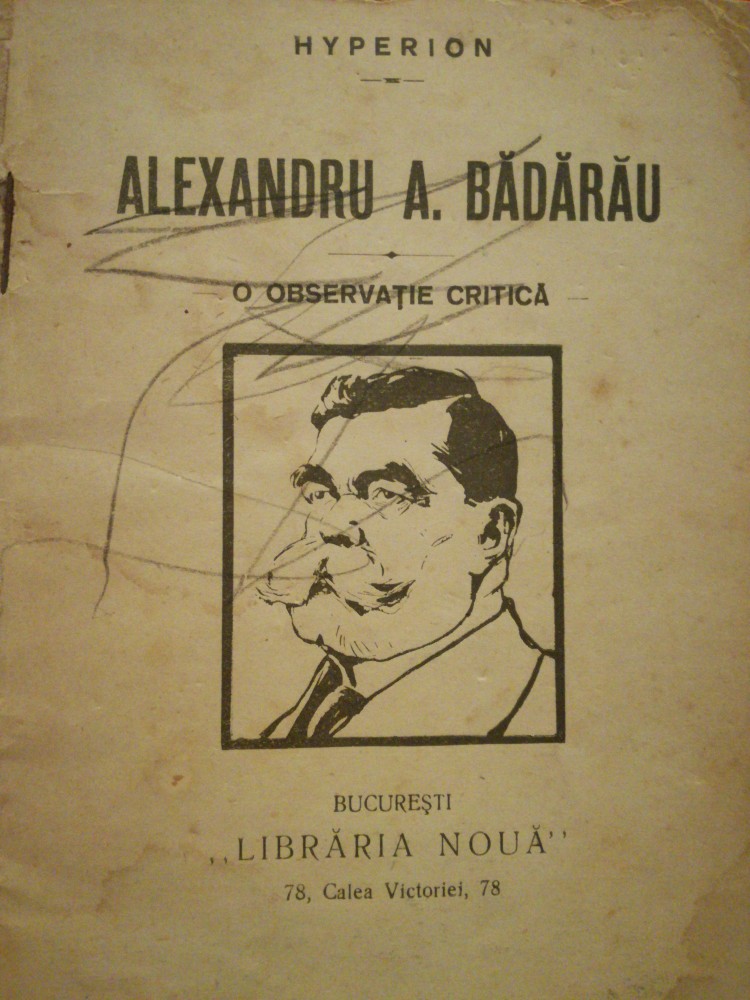 HYPERION
ALEXANDRU A. BĂDĂRĂU
O OBSERVAȚIE CRITICĂ
BUCUREȘTI
,,LIBRĂRIA NOUĂ''
78, Calea Victoriei, 78